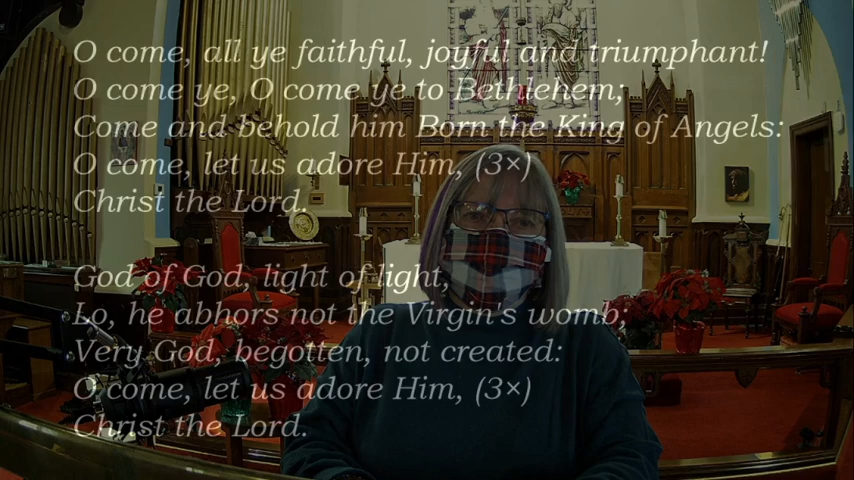 O come, all ye faithful, joyful and triumphant!
O come ye, O come ye to Bethlehem;
Come and behold him Born the King of Angels:
O come, let us adore Him, (3×)
Christ the Lord.
God of God, light of light,
Lo, he abhors not the Virgin's womb;
Very God, begotten, not created:
O come, let us adore Him, (3×)
Christ the Lord.